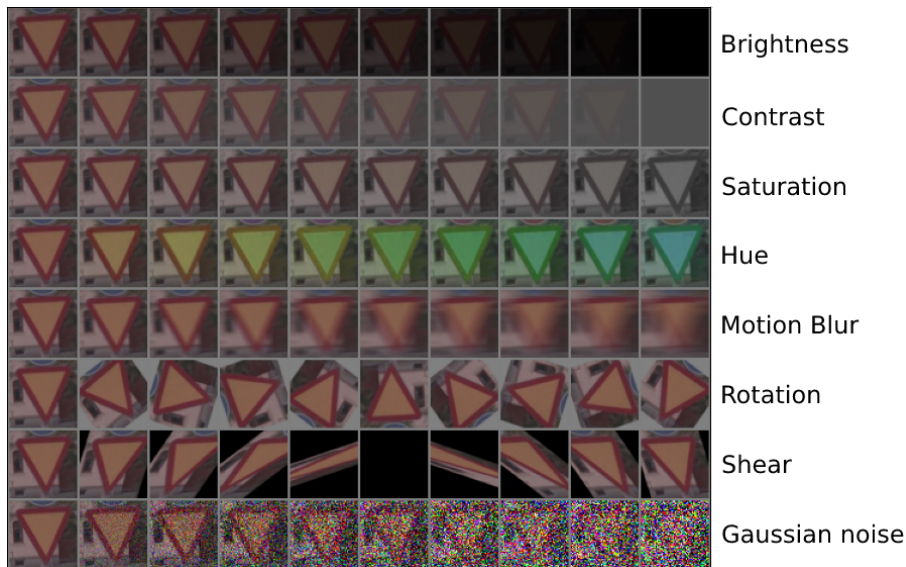 Brightness
Contrast
Saturation
Hue
Motion Blur
Rotation
Shear
Gaussian noise